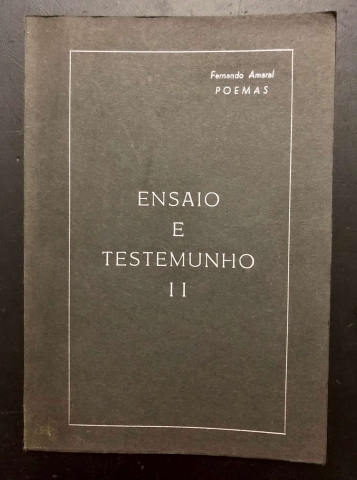 Fernando Amaral
POEMAS
ENSAIO
E
TESTEMUNHO
II